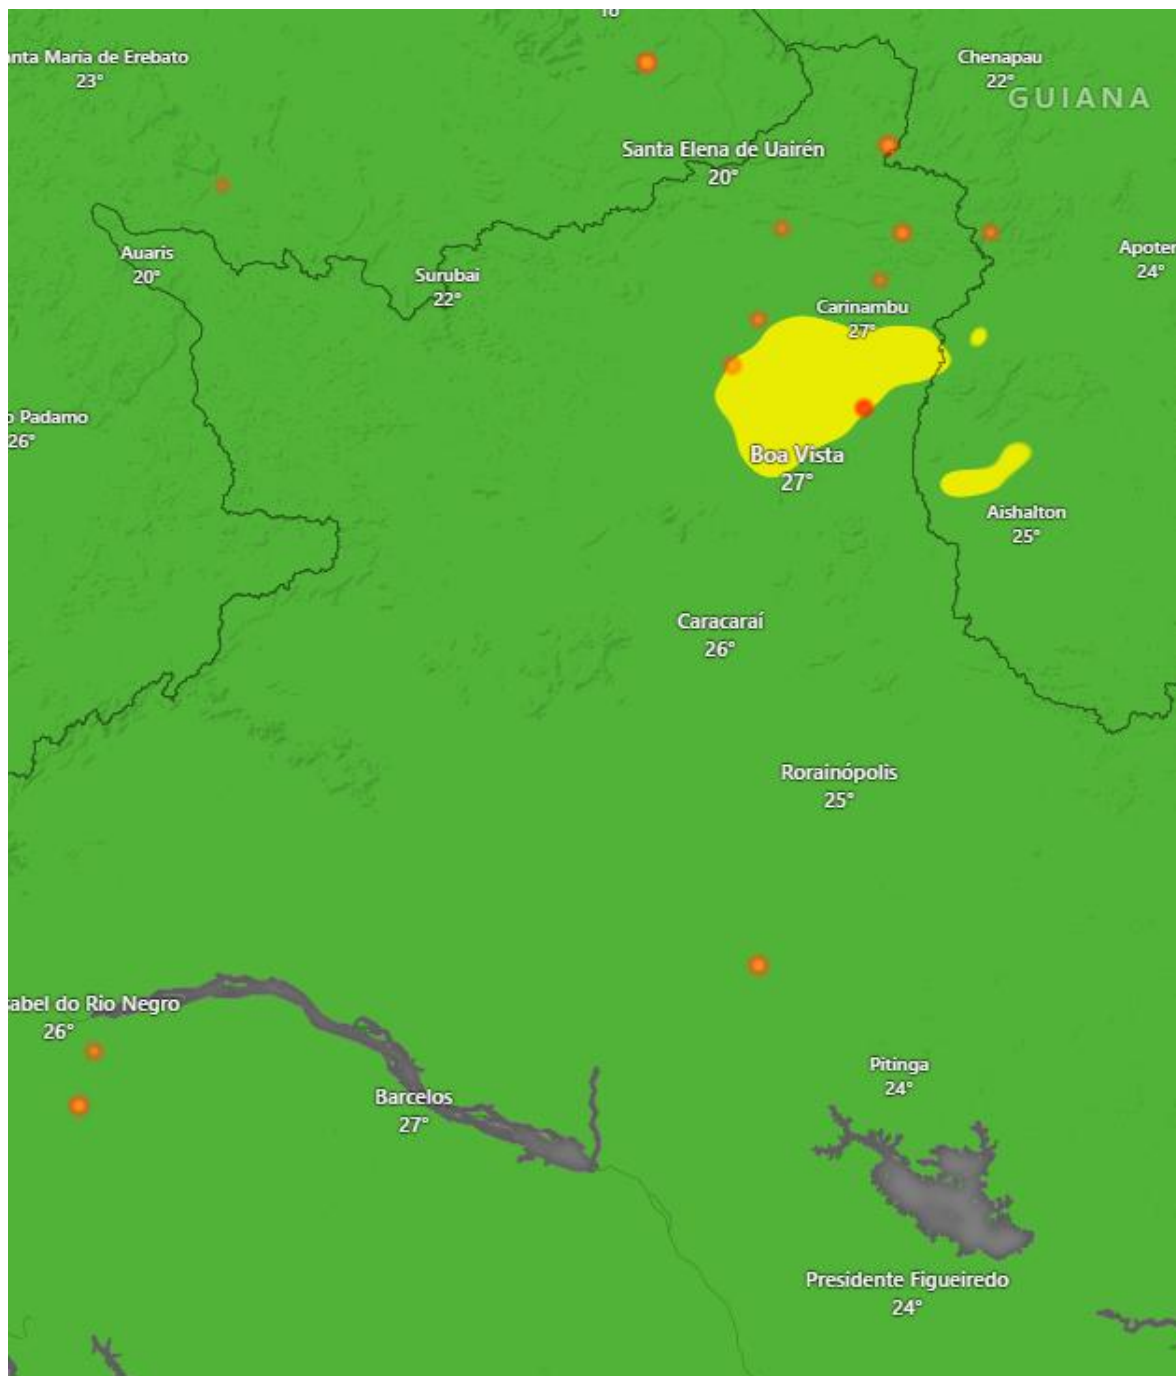 anta Maria de Erebato
23°
Chenapau
22°
GUIANA
Santa Elena de Uairén
20°
Auaris
20°
Surubai
22°
Apoter
24°
Carinambu
27°
o Padamo
26°
Boa Vista
27°
Aishalton
25°
Caracaraí
26°
Rorainópolis
25°
sabel do Rio Negro
26°
Pitinga
24°
Barcelos
27°
Presidente Figueiredo
24°